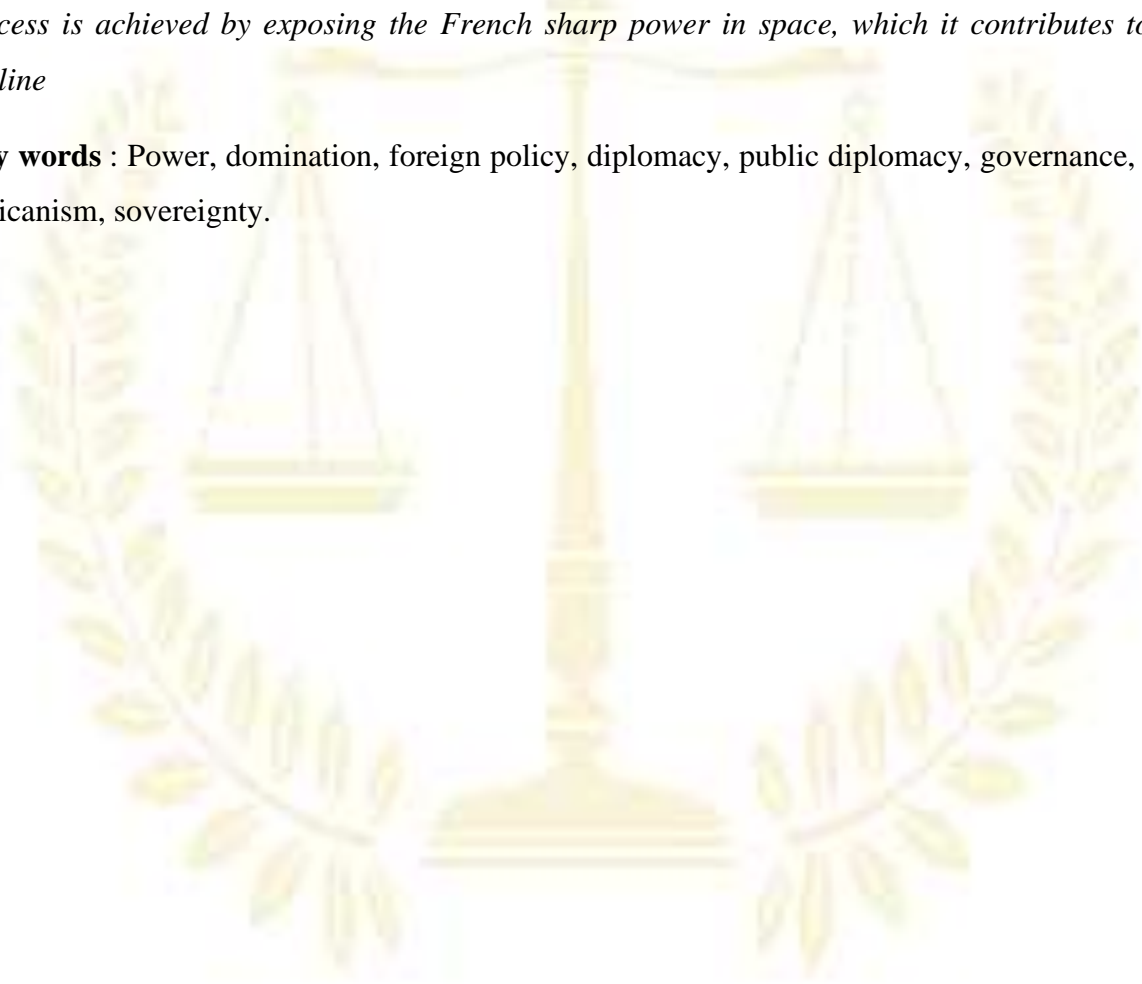 cess is achieved by exposing the French sharp power in space, which it contributes to
line
y words : Power, domination, foreign policy, diplomacy, public diplomacy, governance,
icanism, sovereignty.